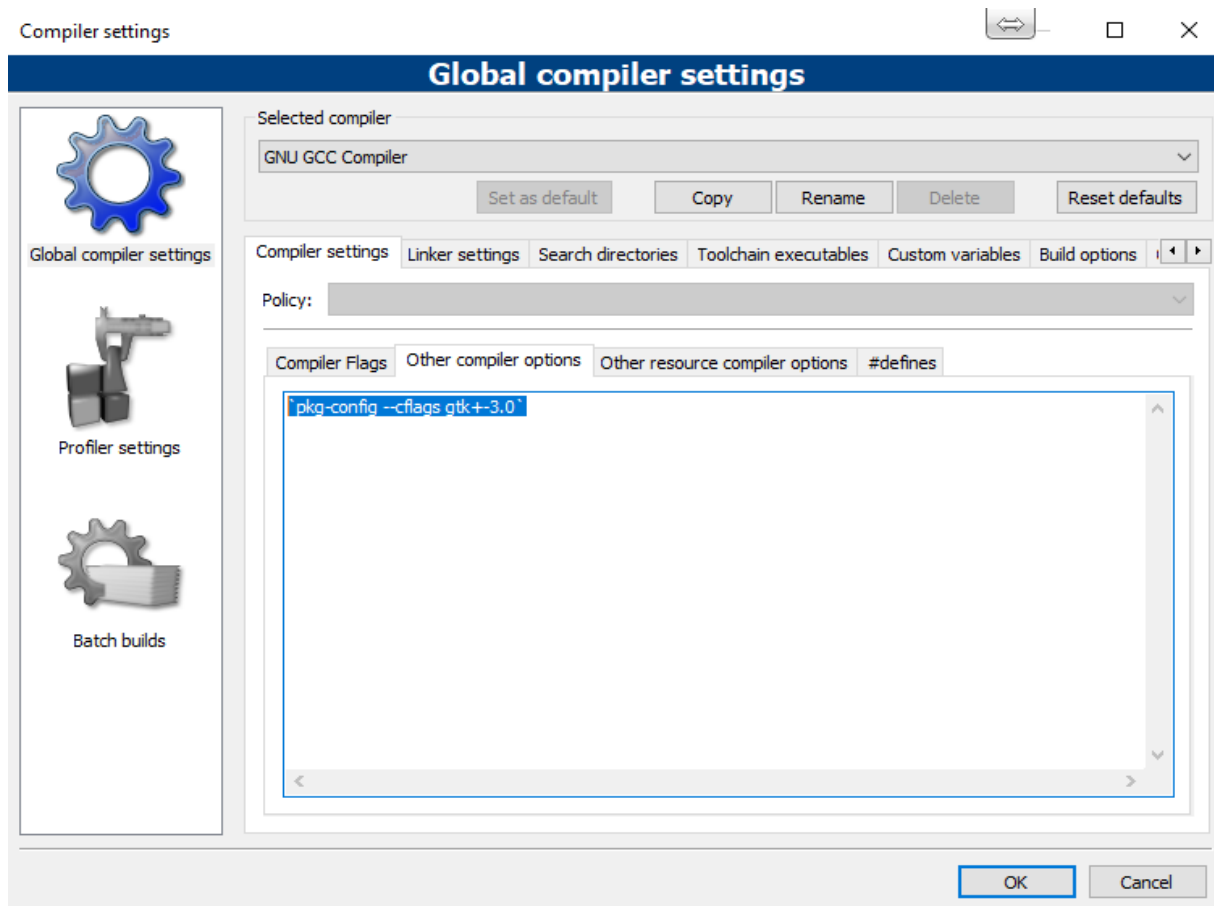 Compiler settings
Global compiler settings
Selected compiler
GNU GCC Compiler
Set as default
Copy
Rename
Delete
Reset defaults
Global compiler settings
Profiler settings
Batch builds
Compiler settings
Linker settings
Search directories
Toolchain executables
Custom variables
Build options
Policy:
Compiler Flags
Other compiler options
Other resource compiler options
#defines
`pkg-config --cflags gtk+-3.0`
OK
Cancel